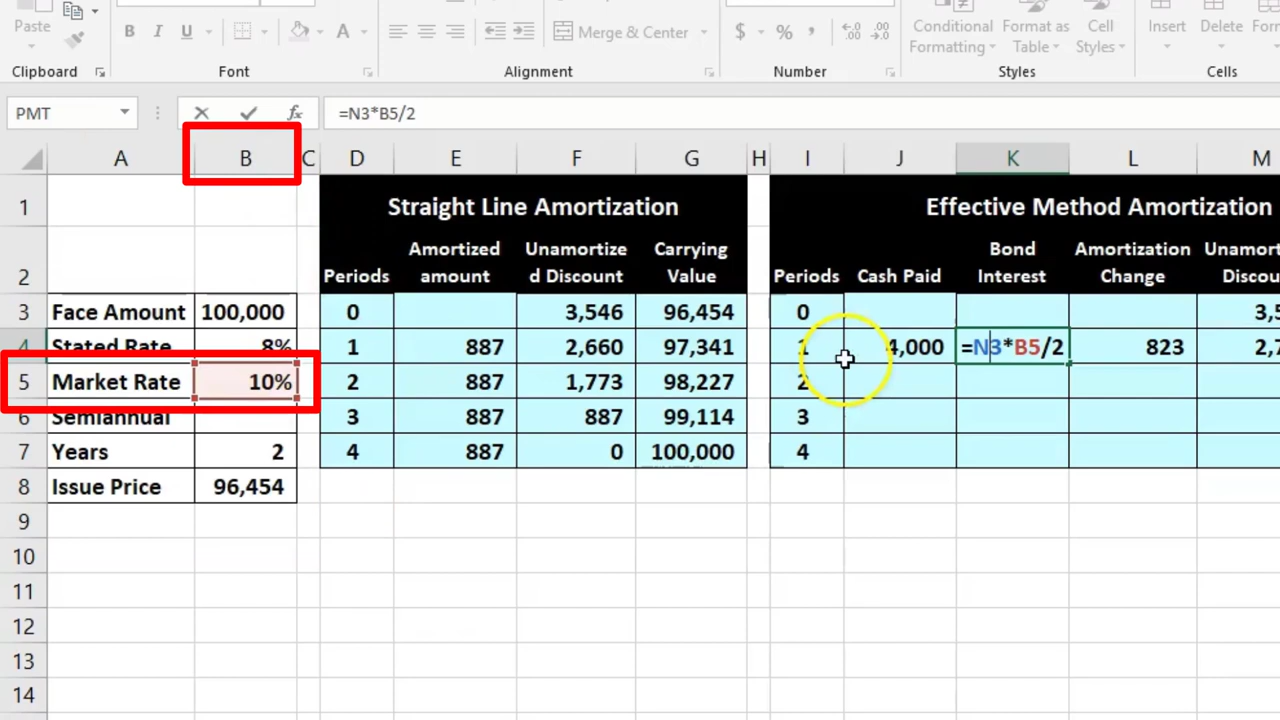 Paste
B I U
A
Merge & Center
$ % ,
Conditional Formatting
Format as Table
Cell Styles
Insert
Delete
Clipboard Font Alignment Number Styles Cells
PMT fx =N3*B5/2
A B C D E F G H I J K L M
1 Straight Line Amortization Effective Method Amortization
2 Periods Amortized amount Unamortize d Discount Carrying Value Periods Cash Paid Bond Interest Amortization Change
3 Face Amount 100,000 0 3,546 96,454 0
4 Stated Rate 8% 1 887 2,660 97,341 1 4,000 =N3*B5/2 823
5 Market Rate 10% 2 887 1,773 98,227 2
6 Semiannual 3 887 887 99,114 3
7 Years 2 4 887 0 100,000 4
8 Issue Price 96,454
9
10
11
12
13
14